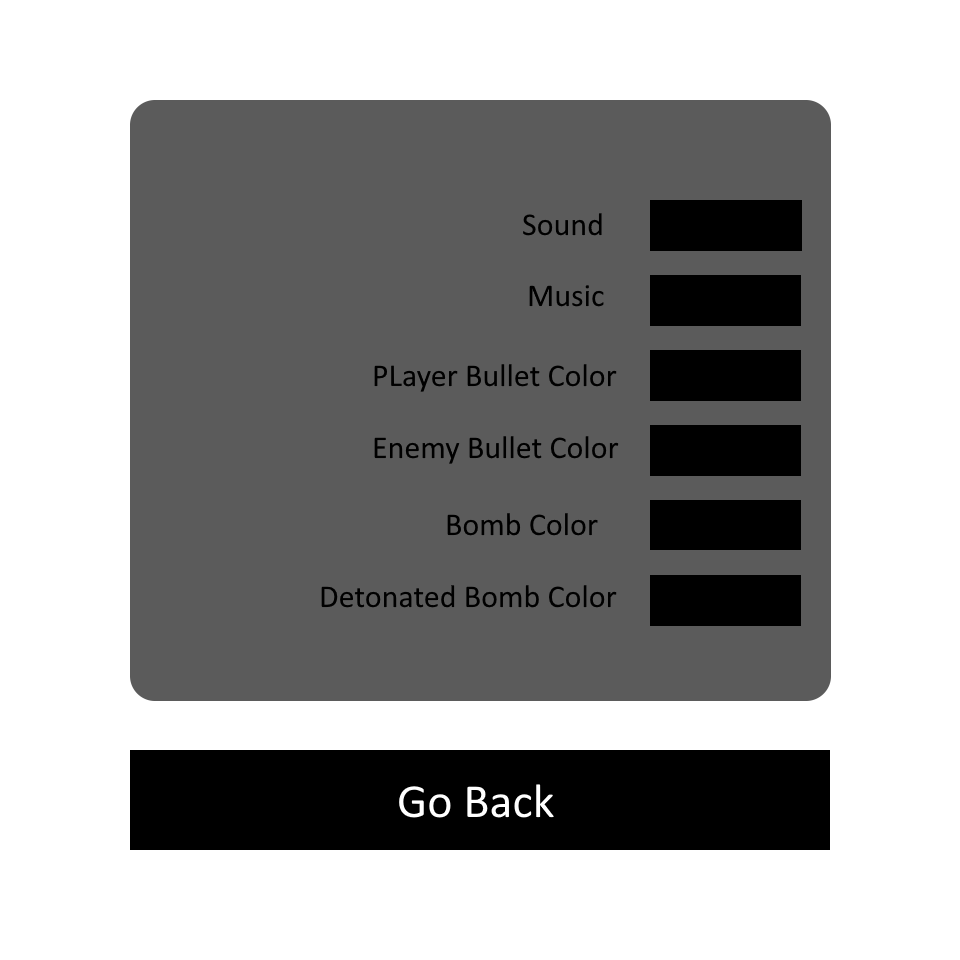 Sound
Music
PLayer Bullet Color
Enemy Bullet Color
Bomb Color
Detonated Bomb Color
Go Back